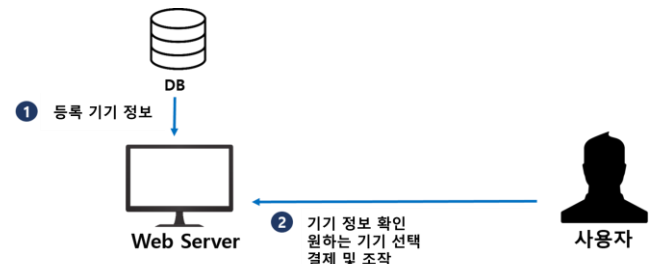 DB
1 등록 기기 정보
Web Server
2 기기 정보 확인
원하는 기기 선택
결제 및 조작
사용자